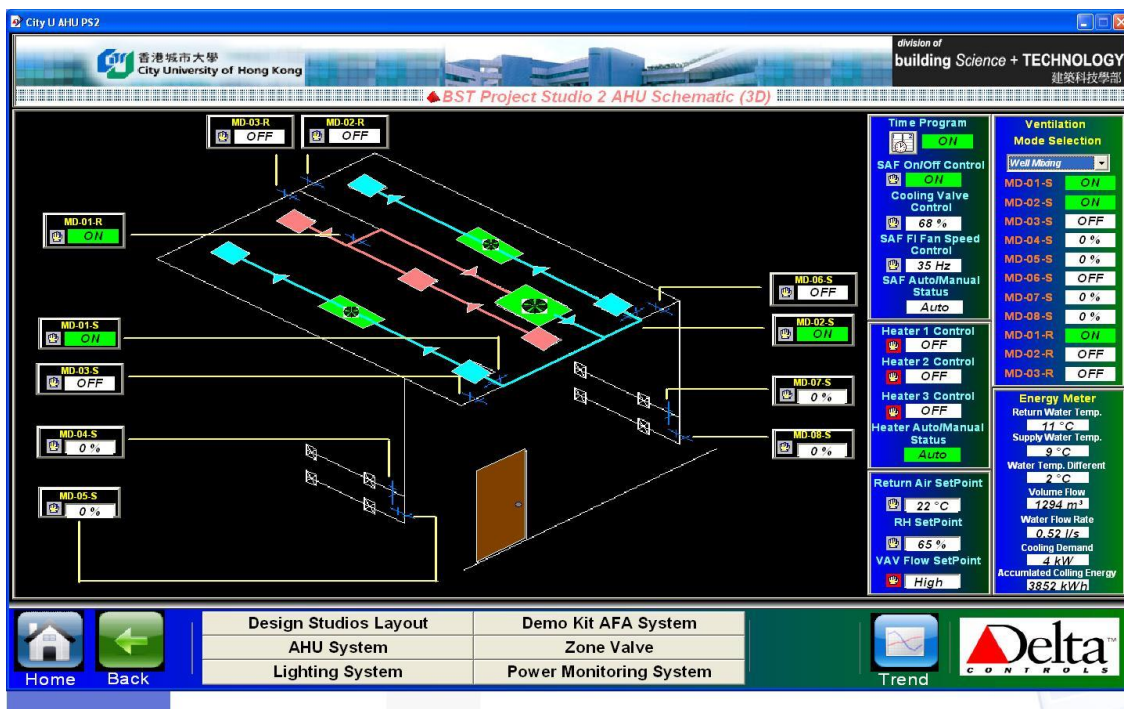 City U AHU PS2
香港城市大學
City University of Hong Kong
division of
building Science + TECHNOLOGY
建築科技學部
BST Project Studio 2 AHU Schematic (3D)
MD-03-R
OFF
MD-02-R
OFF
MD-01-R
ON
MD-01-S
ON
MD-03-S
OFF
MD-04-S
0 %
MD-05-S
0 %
MD-06-S
OFF
MD-02-S
ON
MD-07-S
0 %
MD-08-S
0 %
Time Program
ON
SAF On/Off Control
ON
Cooling Valve
Control
68 %
SAF Fl Fan Speed
Control
35 Hz
SAF Auto/Manual
Status
Auto
Heater 1 Control
OFF
Heater 2 Control
OFF
Heater 3 Control
OFF
Heater Auto/Manual
Status
Auto
Return Air SetPoint
22 °C
RH SetPoint
65 %
VAV Flow SetPoint
High
Ventilation
Mode Selection
Well Mixing
MD-01-S ON
MD-02-S ON
MD-03-S OFF
MD-04-S 0 %
MD-05-S 0 %
MD-06-S OFF
MD-07-S 0 %
MD-08-S 0 %
MD-01-R ON
MD-02-R OFF
MD-03-R OFF
Energy Meter
Return Water Temp.
11 °C
Supply Water Temp.
9 °C
Water Temp. Different
2 °C
Volume Flow
1294 m³
Water Flow Rate
0.52 l/s
Cooling Demand
4 kW
Accumlated Colling Energy
3852 kWh
Home
Back
Design Studios Layout
Demo Kit AFA System
AHU System
Zone Valve
Lighting System
Power Monitoring System
Trend
Delta™
CONTROLS